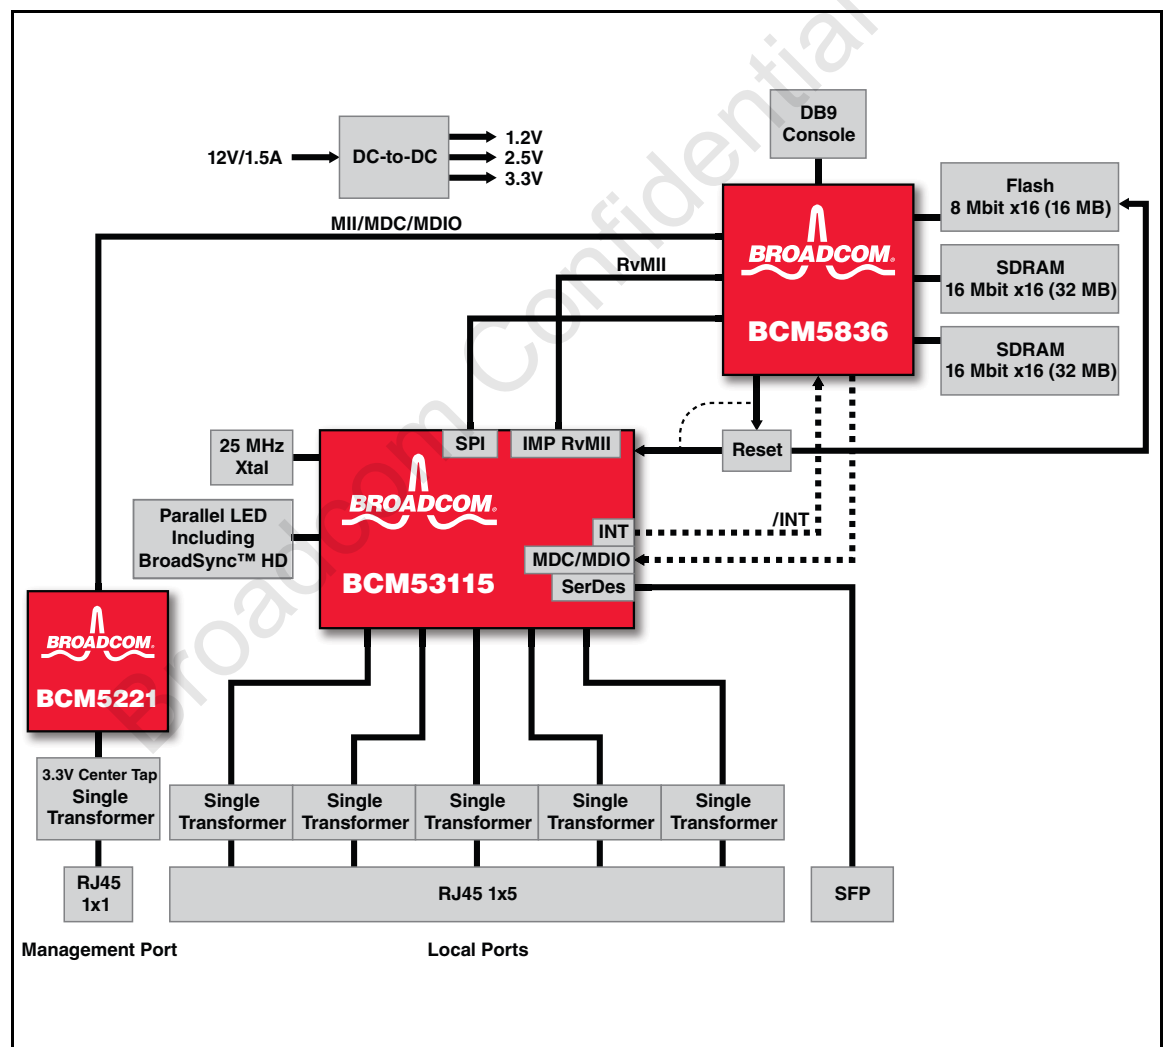 Broadcom Confidential
DB9
Console
12V/1.5A
DC-to-DC
1.2V
2.5V
3.3V
Flash
8 Mbit x16 (16 MB)
MII/MDC/MDIO
BROADCOM®
RvMII
SDRAM
16 Mbit x16 (32 MB)
BCM5836
SDRAM
16 Mbit x16 (32 MB)
25 MHz
Xtal
SPI
IMP RvMII
Reset
BROADCOM®
Parallel LED
Including
BroadSync™ HD
INT
/INT
MDC/MDIO
BCM53115
SerDes
BROADCOM®
BCM5221
3.3V Center Tap
Single
Transformer
Single
Transformer
Single
Transformer
Single
Transformer
Single
Transformer
Single
Transformer
RJ45
1x1
RJ45 1x5
SFP
Management Port
Local Ports